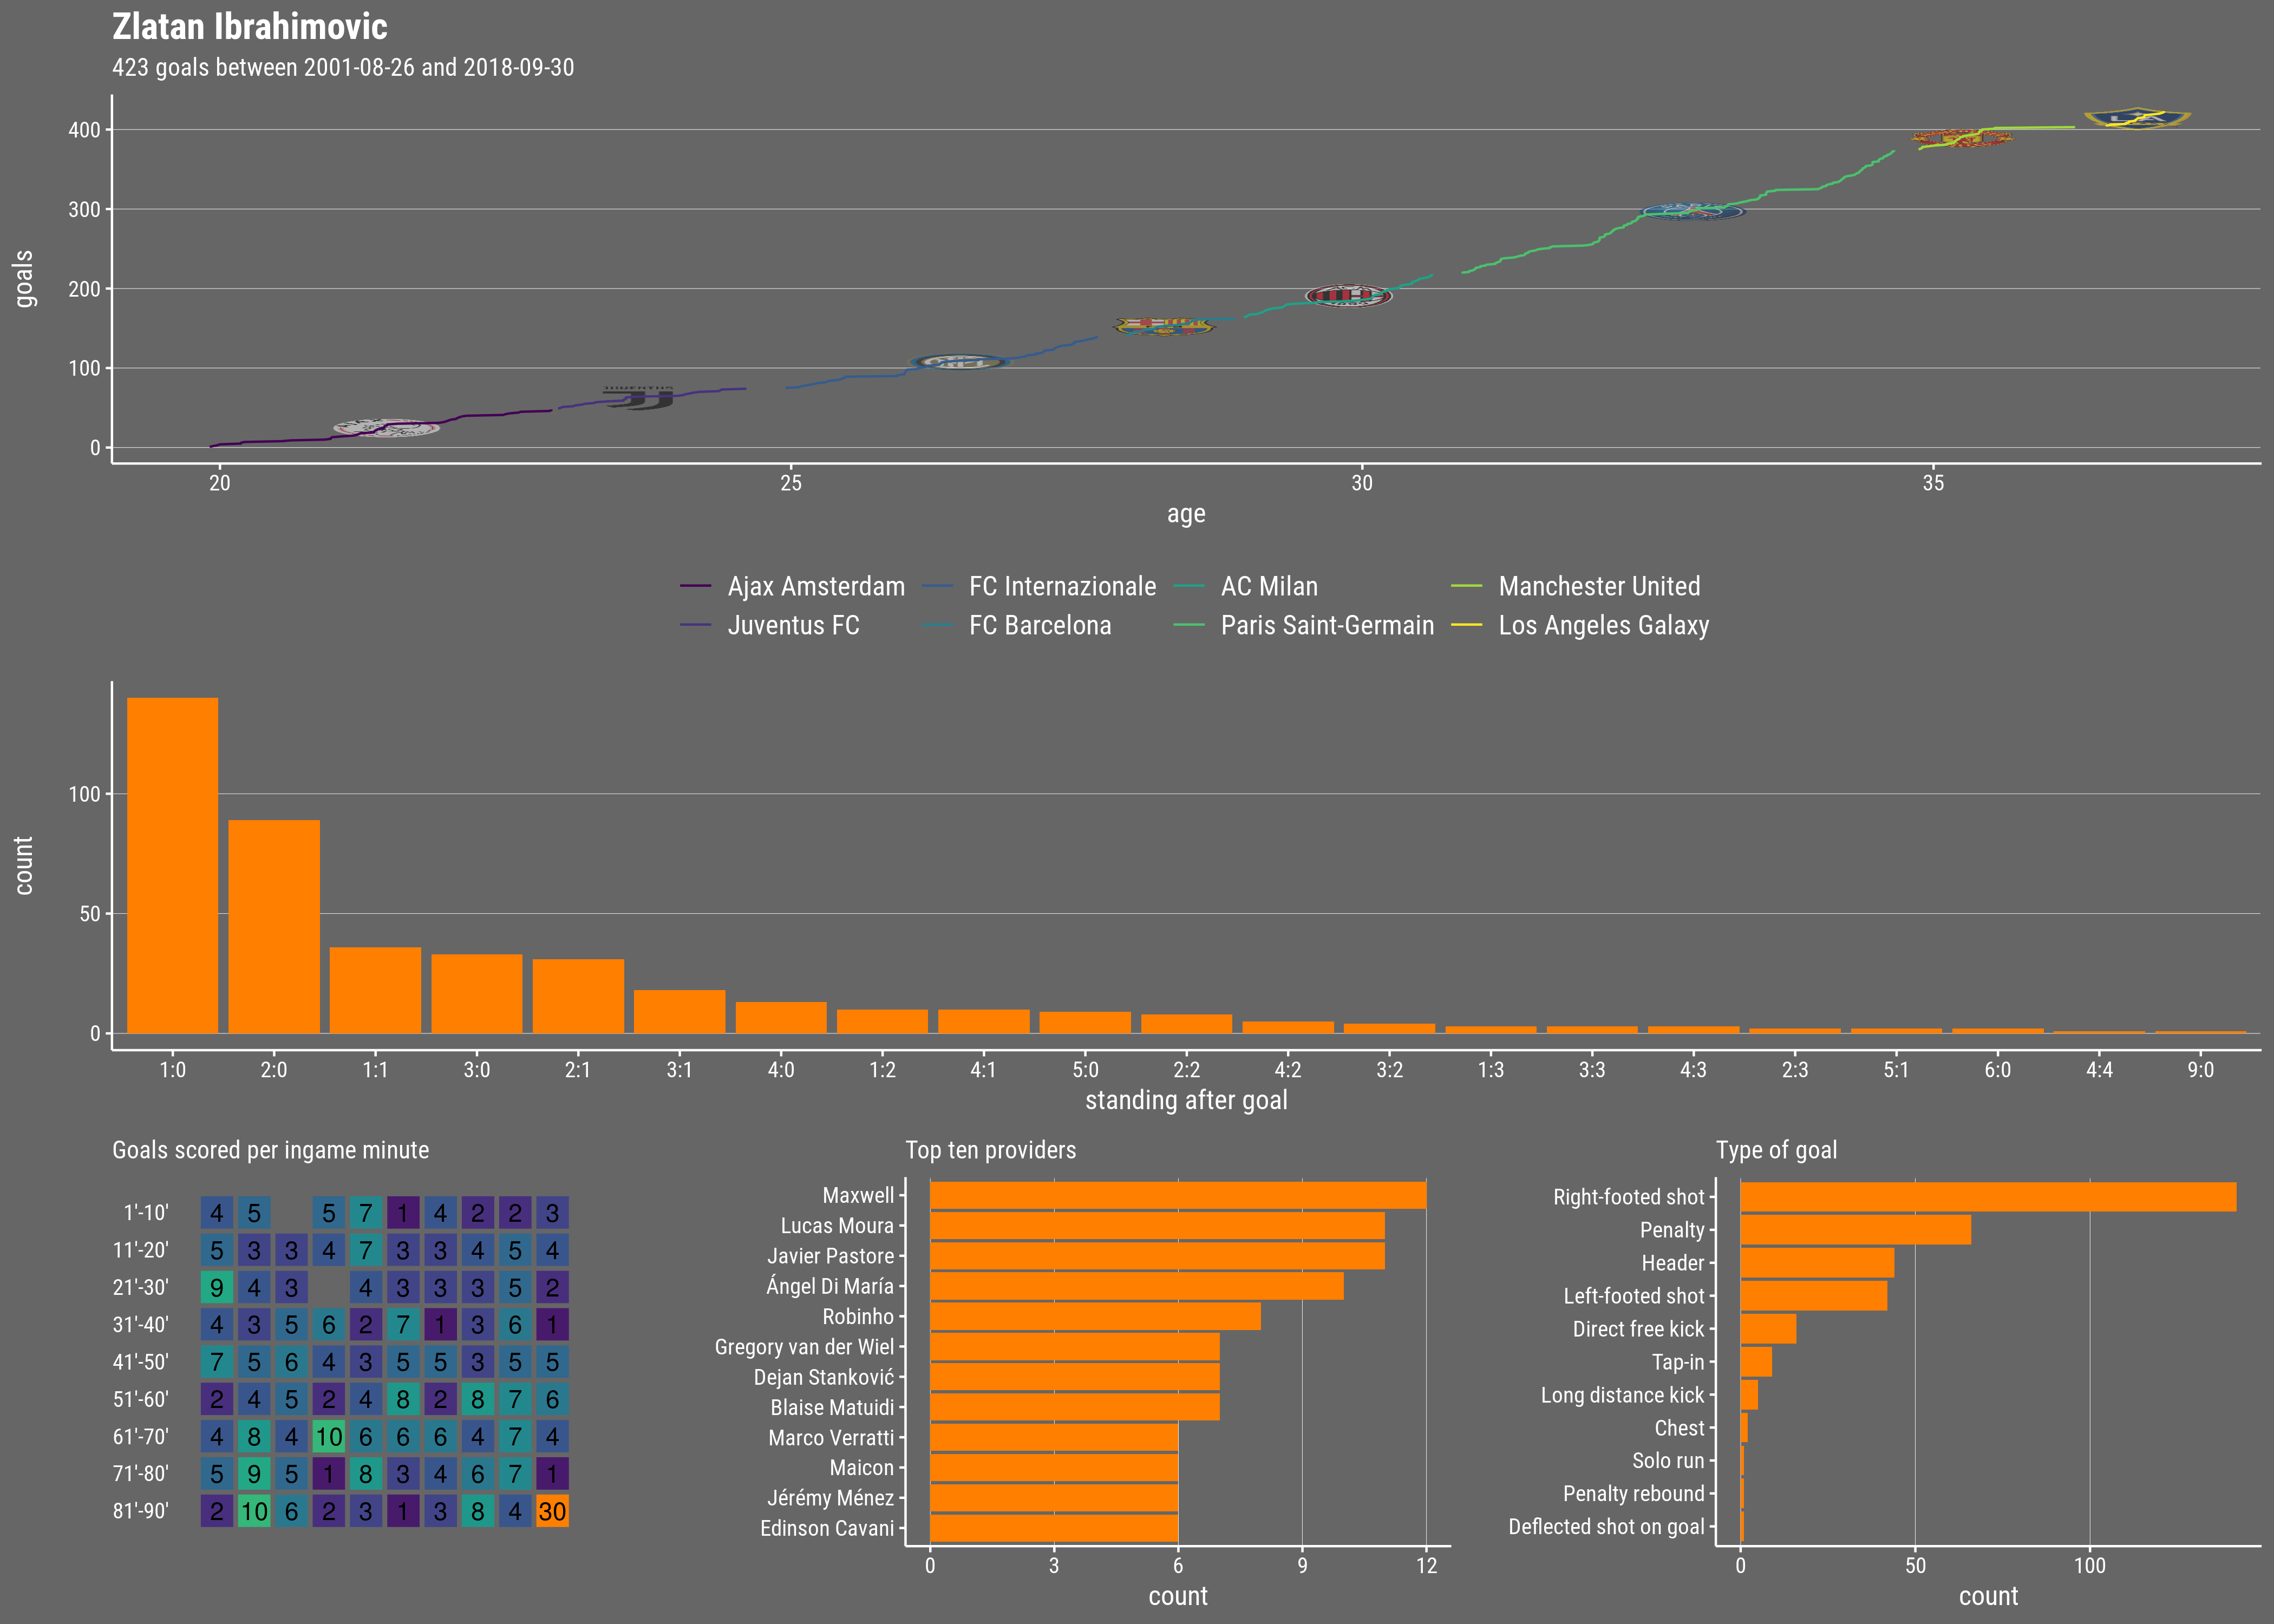 Zlatan Ibrahimovic
423 goals between 2001-08-26 and 2018-09-30
goals
400
300
200
100
0
JUVENTUS
20 25 30 35
age
Ajax Amsterdam FC Internazionale AC Milan Manchester United
Juventus FC FC Barcelona Paris Saint-Germain Los Angeles Galaxy
count
100
50
0
1:0 2:0 1:1 3:0 2:1 3:1 4:0 1:2 4:1 5:0 2:2 4:2 3:2 1:3 3:3 4:3 2:3 5:1 6:0 4:4 9:0
standing after goal
Goals scored per ingame minute
1'-10' 4 5 5 7 1 4 2 2 3
11'-20' 5 3 3 4 7 3 3 4 5 4
21'-30' 9 4 3 4 3 3 3 5 2
31'-40' 4 3 5 6 2 7 1 3 6 1
41'-50' 7 5 6 4 3 5 5 3 5 5
51'-60' 2 4 5 2 4 8 2 8 7 6
61'-70' 4 8 4 10 6 6 6 4 7 4
71'-80' 5 9 5 1 8 3 4 6 7 1
81'-90' 2 10 6 2 3 1 3 8 4 30
Top ten providers
Maxwell
Lucas Moura
Javier Pastore
Ángel Di María
Robinho
Gregory van der Wiel
Dejan Stanković
Blaise Matuidi
Marco Verratti
Maicon
Jérémy Ménez
Edinson Cavani
0 3 6 9 12
count
Type of goal
Right-footed shot
Penalty
Header
Left-footed shot
Direct free kick
Tap-in
Long distance kick
Chest
Solo run
Penalty rebound
Deflected shot on goal
0 50 100
count